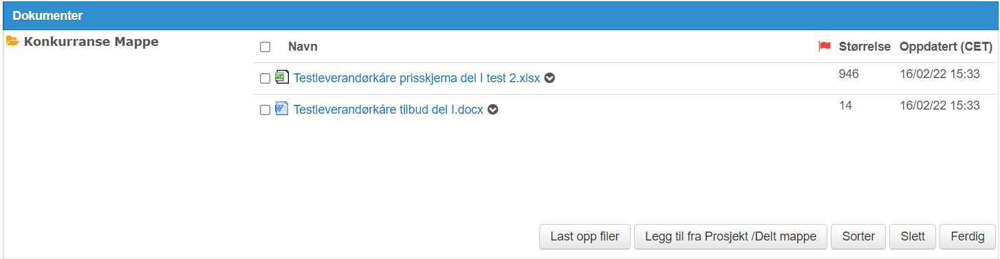 Dokumenter
Konkurranse Mappe
Navn Størrelse Oppdatert (CET)
Testleverandørkåre prisskjema del I test 2.xlsx 946 16/02/22 15:33
Testleverandørkåre tilbud del I.docx 14 16/02/22 15:33
Last opp filer Legg til fra Prosjekt /Delt mappe Sorter Slett Ferdig